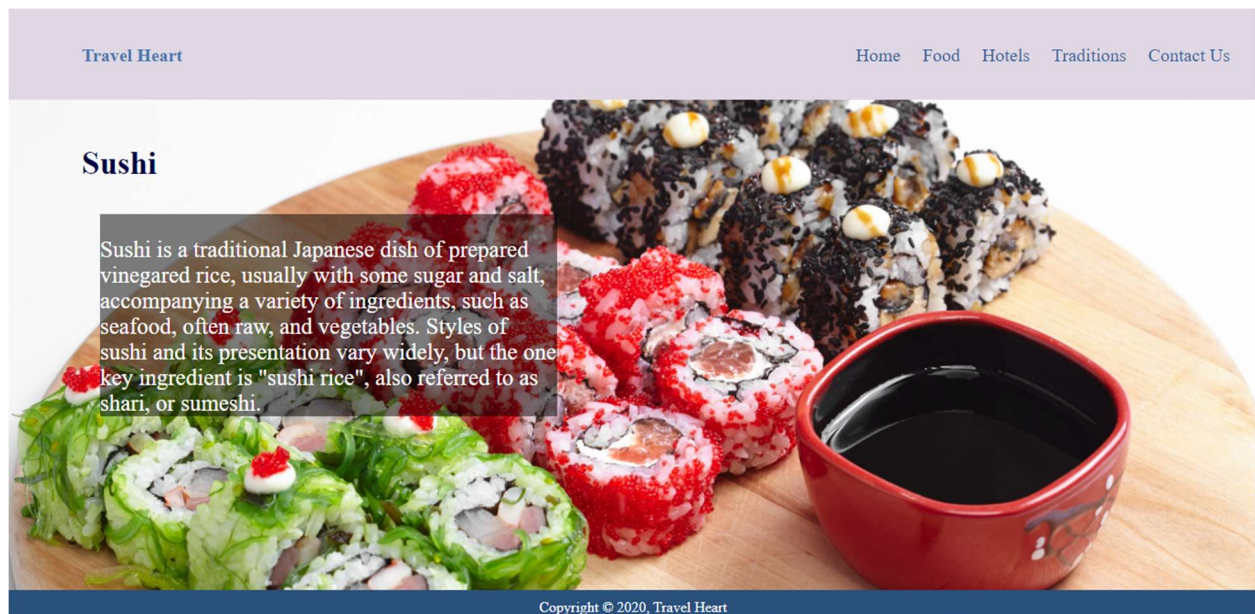 Travel Heart
Home Food Hotels Traditions Contact Us
Sushi
Sushi is a traditional Japanese dish of prepared
vinegared rice, usually with some sugar and salt,
accompanying a variety of ingredients, such as
seafood, often raw, and vegetables. Styles of
sushi and its presentation vary widely, but the one
key ingredient is "sushi rice", also referred to as
shari, or sumeshi.
Copyright © 2020, Travel Heart